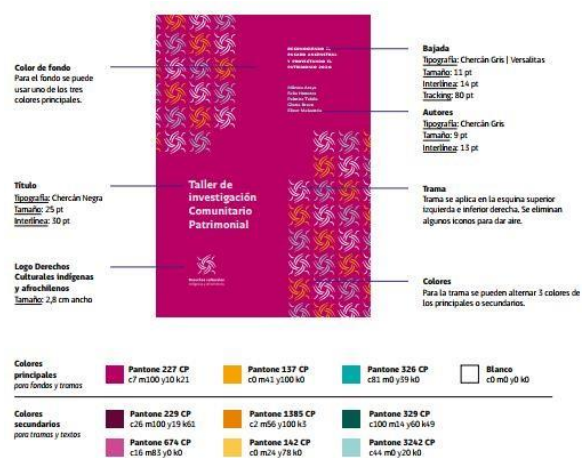 Color de fondo
Para el fondo se puede
usar uno de los tres
colores principales.
Título
Tipografía: Chercán Negra
Tamaño: 25 pt
Interlínea: 30 pt
Logo Derechos
Culturales Indígenas
y afrochilenos
Tamaño: 2,8 cm ancho
Taller de
investigación
Comunitario
Patrimonial
Bajada
Tipografía: Chercán Gris | Versalitas
Tamaño: 11 pt
Interlínea: 14 pt
Tracking: 80 pt
Autores
Tipografía: Chercán Gris
Tamaño: 9 pt
Interlínea: 13 pt
Trama
Trama se aplica en la esquina superior
izquierda e inferior derecha. Se eliminan
algunos iconos para dar aire.
Colores
Para la trama se pueden alternar 3 colores de
los principales o secundarios.
Colores
principales
para fondos y tramas
Pantone 227 CP
c7 m100 y10 k21
Pantone 137 CP
c0 m41 y100 k0
Pantone 326 CP
c81 m0 y39 k0
Blanco
c0 m0 y0 k0
Colores
secundarios
para tramas y textos
Pantone 229 CP
c26 m100 y19 k61
Pantone 1385 CP
c2 m56 y100 k3
Pantone 329 CP
c100 m14 y60 k49
Pantone 674 CP
c16 m83 y0 k0
Pantone 142 CP
c0 m24 y78 k0
Pantone 3242 CP
c44 m0 y20 k0